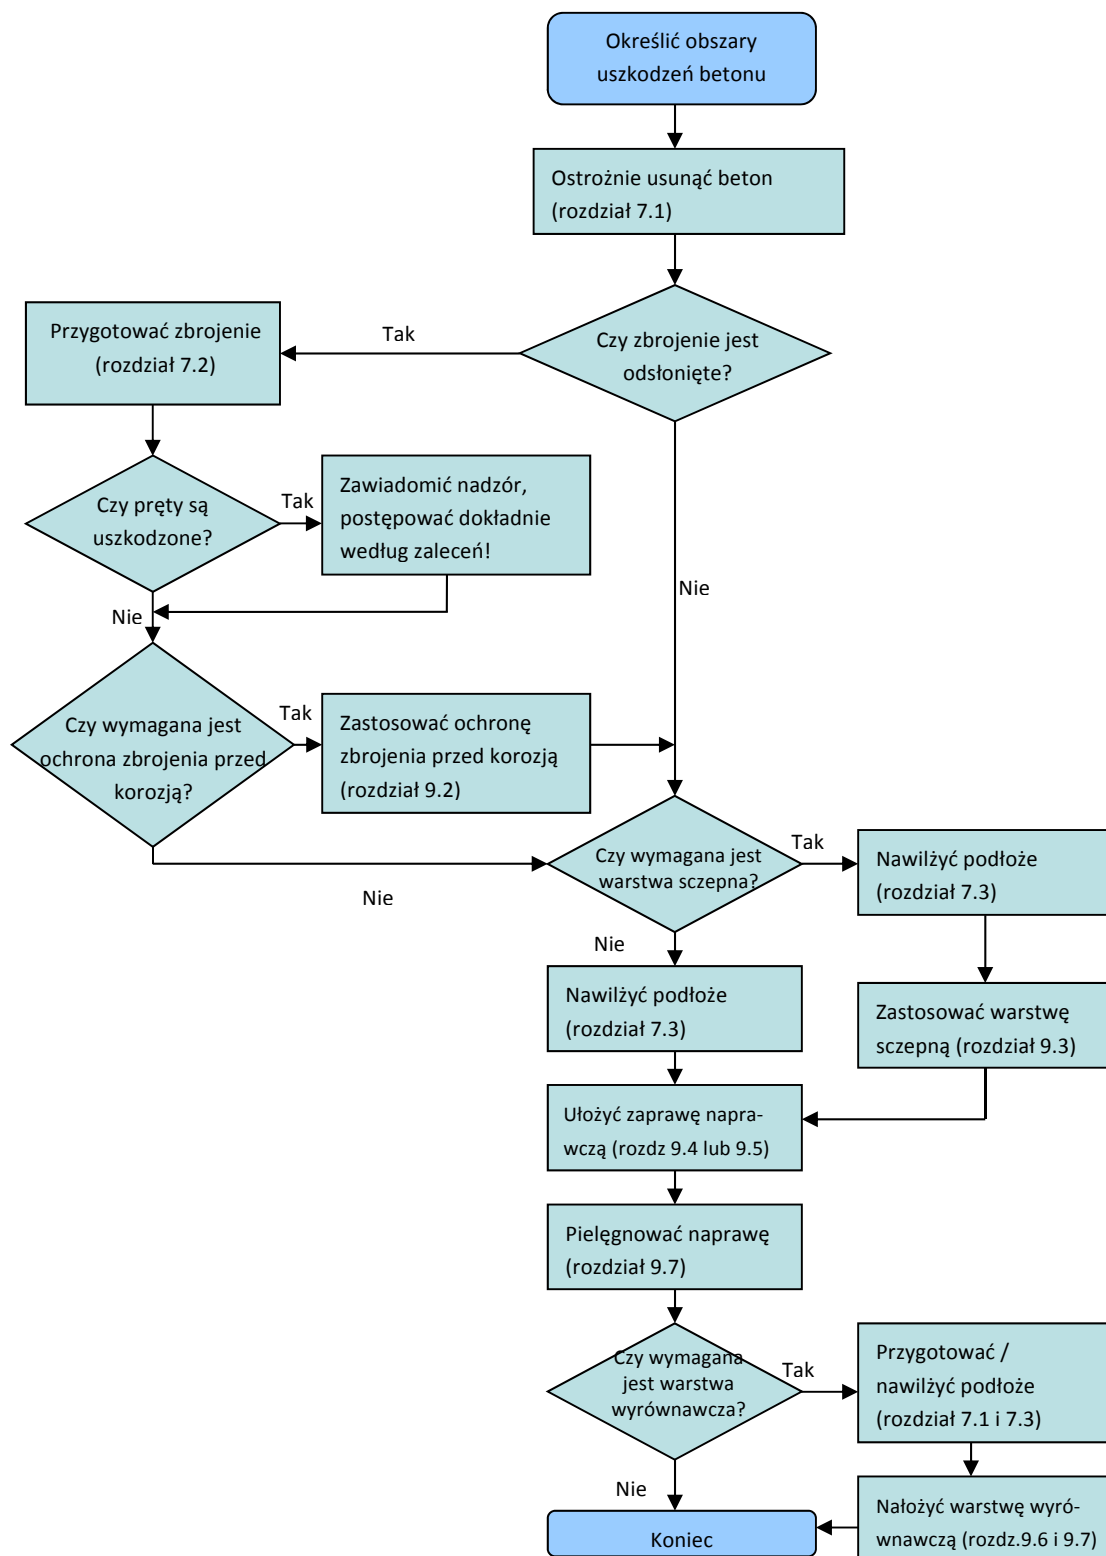 Określić obszary
uszkodzeń betonu
Ostrożnie usunąć beton
(rozdział 7.1)
Czy zbrojenie jest
odsłonięte?
Tak
Przygotować zbrojenie
(rozdział 7.2)
Czy pręty są
uszkodzone?
Tak
Zawiadomić nadzór,
postępować dokładnie
według zaleceń!
Nie
Nie
Czy wymagana jest
ochrona zbrojenia przed
korozją?
Tak
Zastosować ochronę
zbrojenia przed korozją
(rozdział 9.2)
Nie
Czy wymagana jest
warstwa sczepna?
Tak
Nawilżyć podłoże
(rozdział 7.3)
Zastosować warstwę
sczepną (rozdział 9.3)
Nie
Nawilżyć podłoże
(rozdział 7.3)
Ułożyć zaprawę napra-
wczą (rozdz 9.4 lub 9.5)
Pielęgnować naprawę
(rozdział 9.7)
Czy wymagana
jest warstwa
wyrównawcza?
Tak
Przygotować /
nawilżyć podłoże
(rozdział 7.1 i 7.3)
Nałożyć warstwę wyró-
wnawczą (rozdz.9.6 i 9.7)
Nie
Koniec